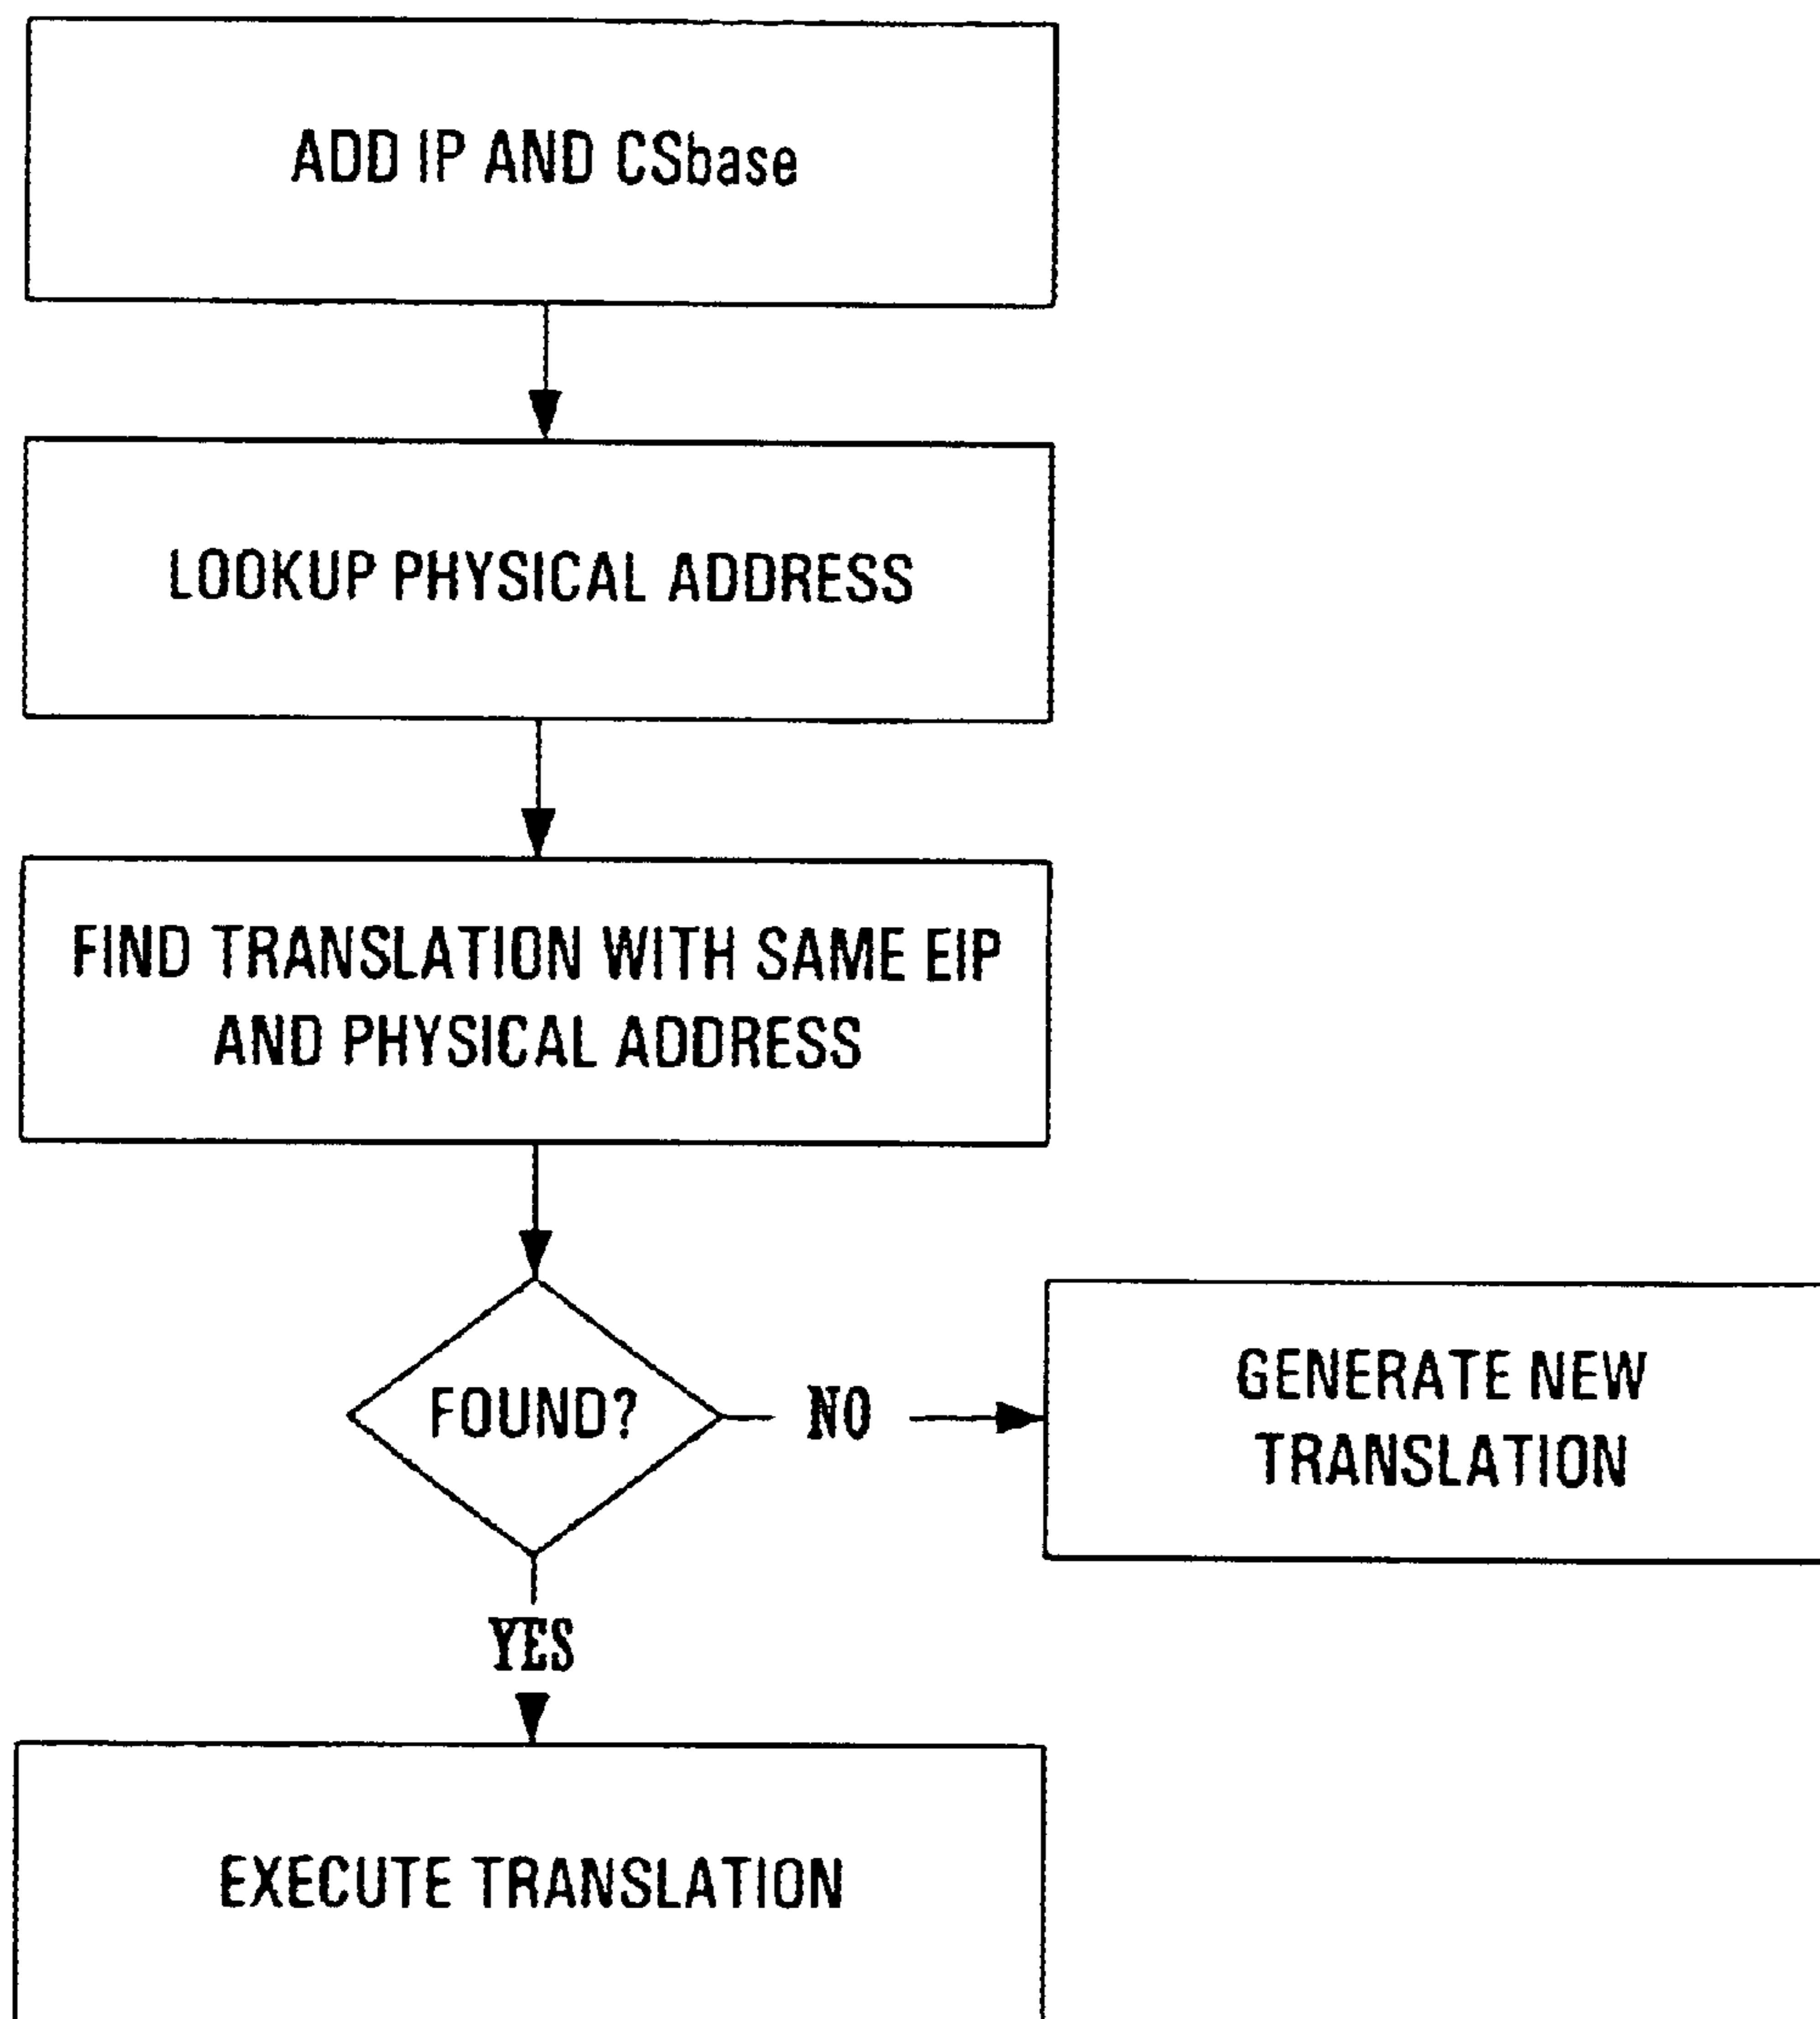 ADD IP AND CSbase
LOOKUP PHYSICAL ADDRESS
FIND TRANSLATION WITH SAME EIP
AND PHYSICAL ADDRESS
FOUND?
NO
GENERATE NEW
TRANSLATION
YES
EXECUTE TRANSLATION